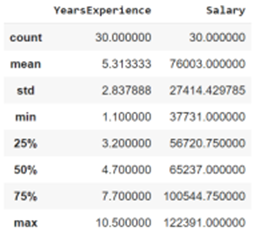 YearsExperience Salary
count 30.000000 30.000000
mean 5.313333 76003.000000
std 2.837888 27414.429785
min 1.100000 37731.000000
25% 3.200000 56720.750000
50% 4.700000 65237.000000
75% 7.700000 100544.750000
max 10.500000 122391.000000